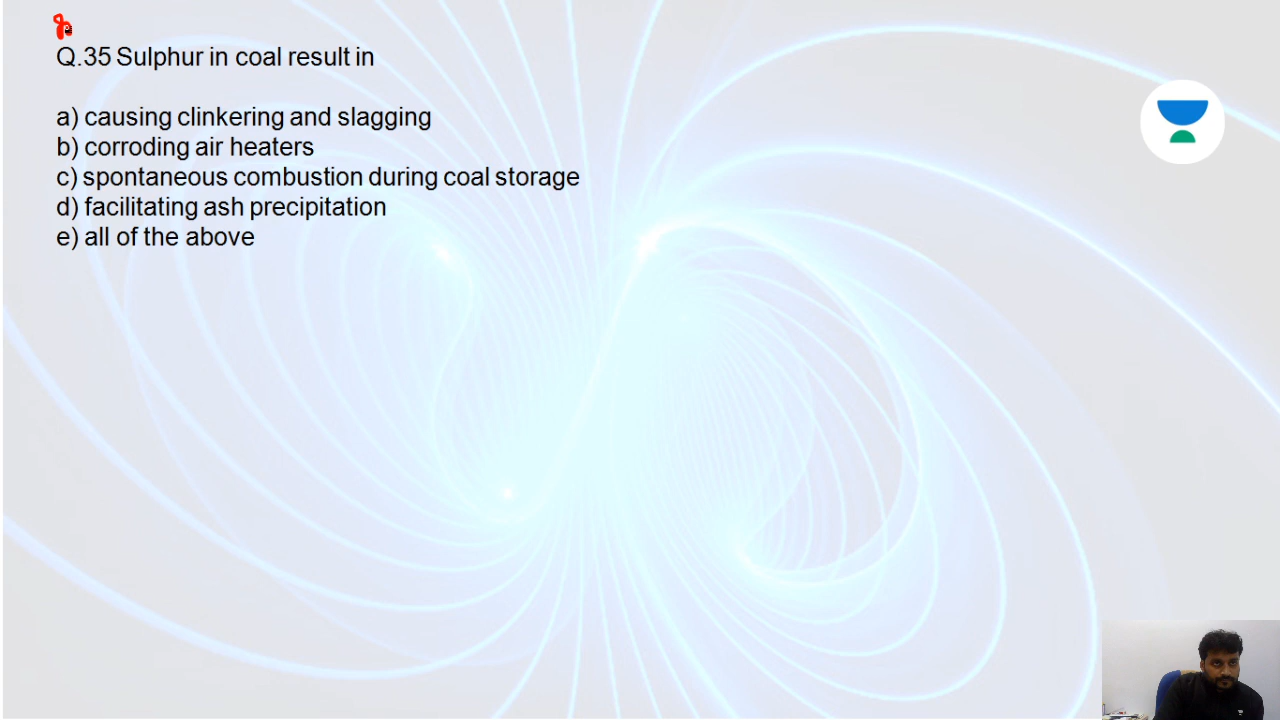 Q.35 Sulphur in coal result in
a) causing clinkering and slagging
b) corroding air heaters
c) spontaneous combustion during coal storage
d) facilitating ash precipitation
e) all of the above